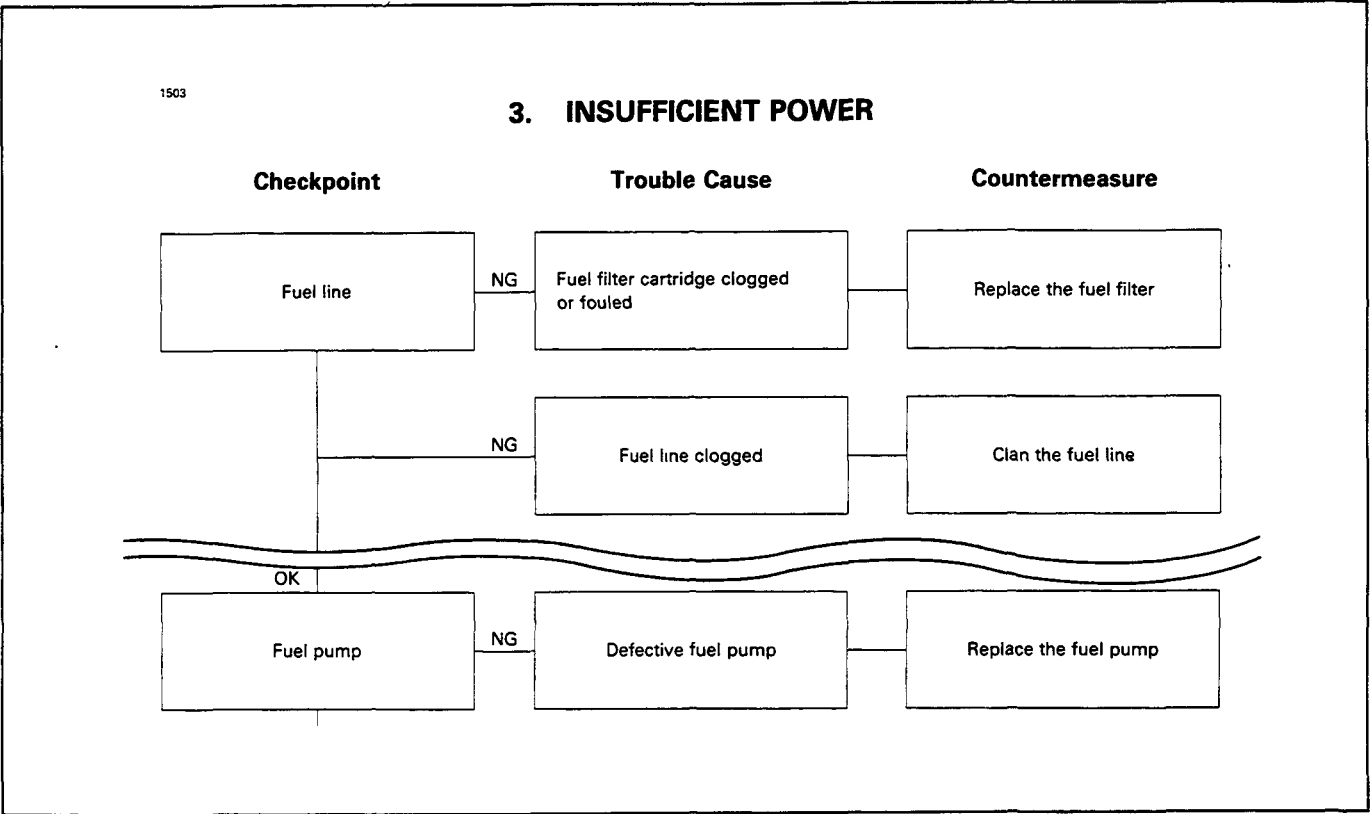 1503
3. INSUFFICIENT POWER
Checkpoint Trouble Cause Countermeasure
Fuel line
NG
Fuel filter cartridge clogged
or fouled
Replace the fuel filter
NG
Fuel line clogged
Clan the fuel line
OK
Fuel pump
NG
Defective fuel pump
Replace the fuel pump